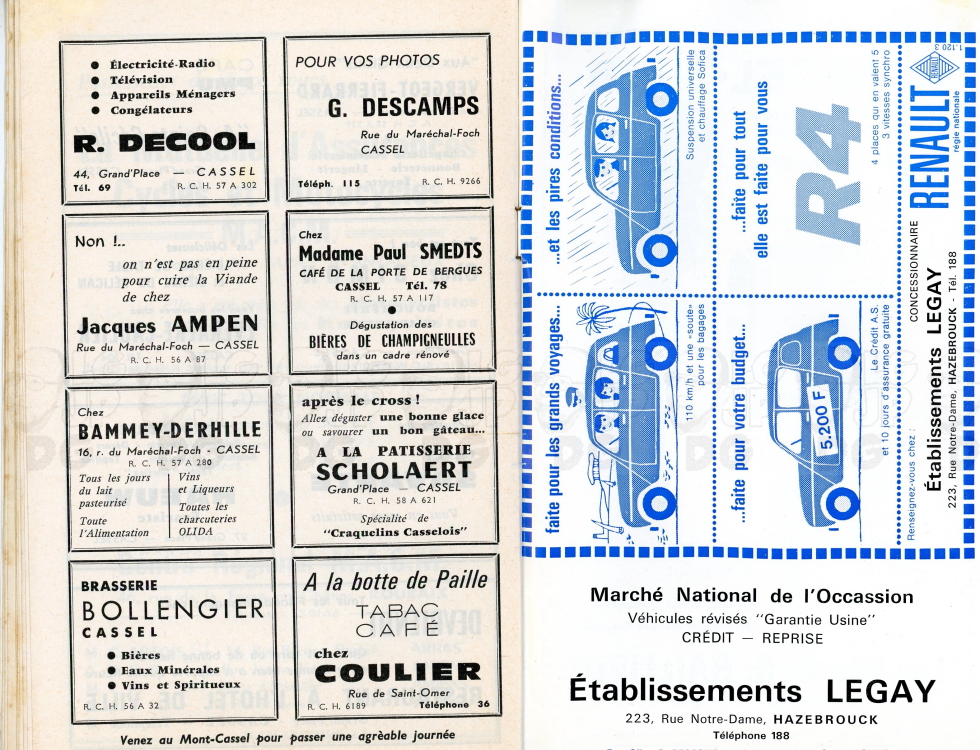 ● Électricité-Radio
● Télévision
● Appareils Ménagers
● Congélateurs
R. DECOOL
44, Grand'Place — CASSEL
Tél. 69 R. C. H. 57 A 302
POUR VOS PHOTOS
G. DESCAMPS
Rue du Maréchal-Foch
CASSEL
Téléph. 115 R. C. H. 9266
Non !..
on n'est pas en peine
pour cuire la Viande
de chez
Jacques AMPEN
Rue du Maréchal-Foch — CASSEL
R. C. H. 56 A 87
Chez
Madame Paul SMEDTS
CAFÉ DE LA PORTE DE BERGUES
CASSEL Tél. 78
R. C. H. 57 A 117
●
Dégustation des
BIÈRES DE CHAMPIGNEULLES
dans un cadre rénové
Chez
BAMMEY-DERHILLE
16, r. du Maréchal-Foch - CASSEL
R. C. H. 57 A 280
Tous les jours
du lait
pasteurisé
Toute
l'Alimentation
Vins
et Liqueurs
Toutes les
charcuteries
OLIDA
après le cross !
Allez déguster une bonne glace
ou savourer un bon gâteau...
A LA PATISSERIE
SCHOLAERT
Grand'Place — CASSEL
R. C. H. 58 A 621
Spécialité de
"Craquelins Casselois"
BRASSERIE
BOLLENGIER
CASSEL
● Bières
● Eaux Minérales
● Vins et Spiritueux
R. C. H. 56 A 32
A la botte de Paille
TABAC
CAFÉ
chez
COULIER
Rue de Saint-Omer
R. C. H. 6189 Téléphone 36
Venez au Mont-Cassel pour passer une agrèable journée
faite pour les grands voyages...
110 km/h et une «soute»
pour les bagages
...et les pires conditions...
Suspension universelle
et chauffage Sofica
...faite pour votre budget...
5.200 F
Le Crédit A.S.
et 10 jours d'assurance gratuite
...faite pour tout
elle est faite pour vous
R4
4 places qui en valent 5
3 vitesses synchro
Renseignez-vous chez :
CONCESSIONNAIRE
RENAULT
régie nationale
RENAULT
1.120 3
Établissements LEGAY
223, Rue Notre-Dame, HAZEBROUCK - Tél. 188
Marché National de l'Occassion
Véhicules révisés "Garantie Usine"
CRÉDIT — REPRISE
Établissements LEGAY
223, Rue Notre-Dame, HAZEBROUCK
Téléphone 188